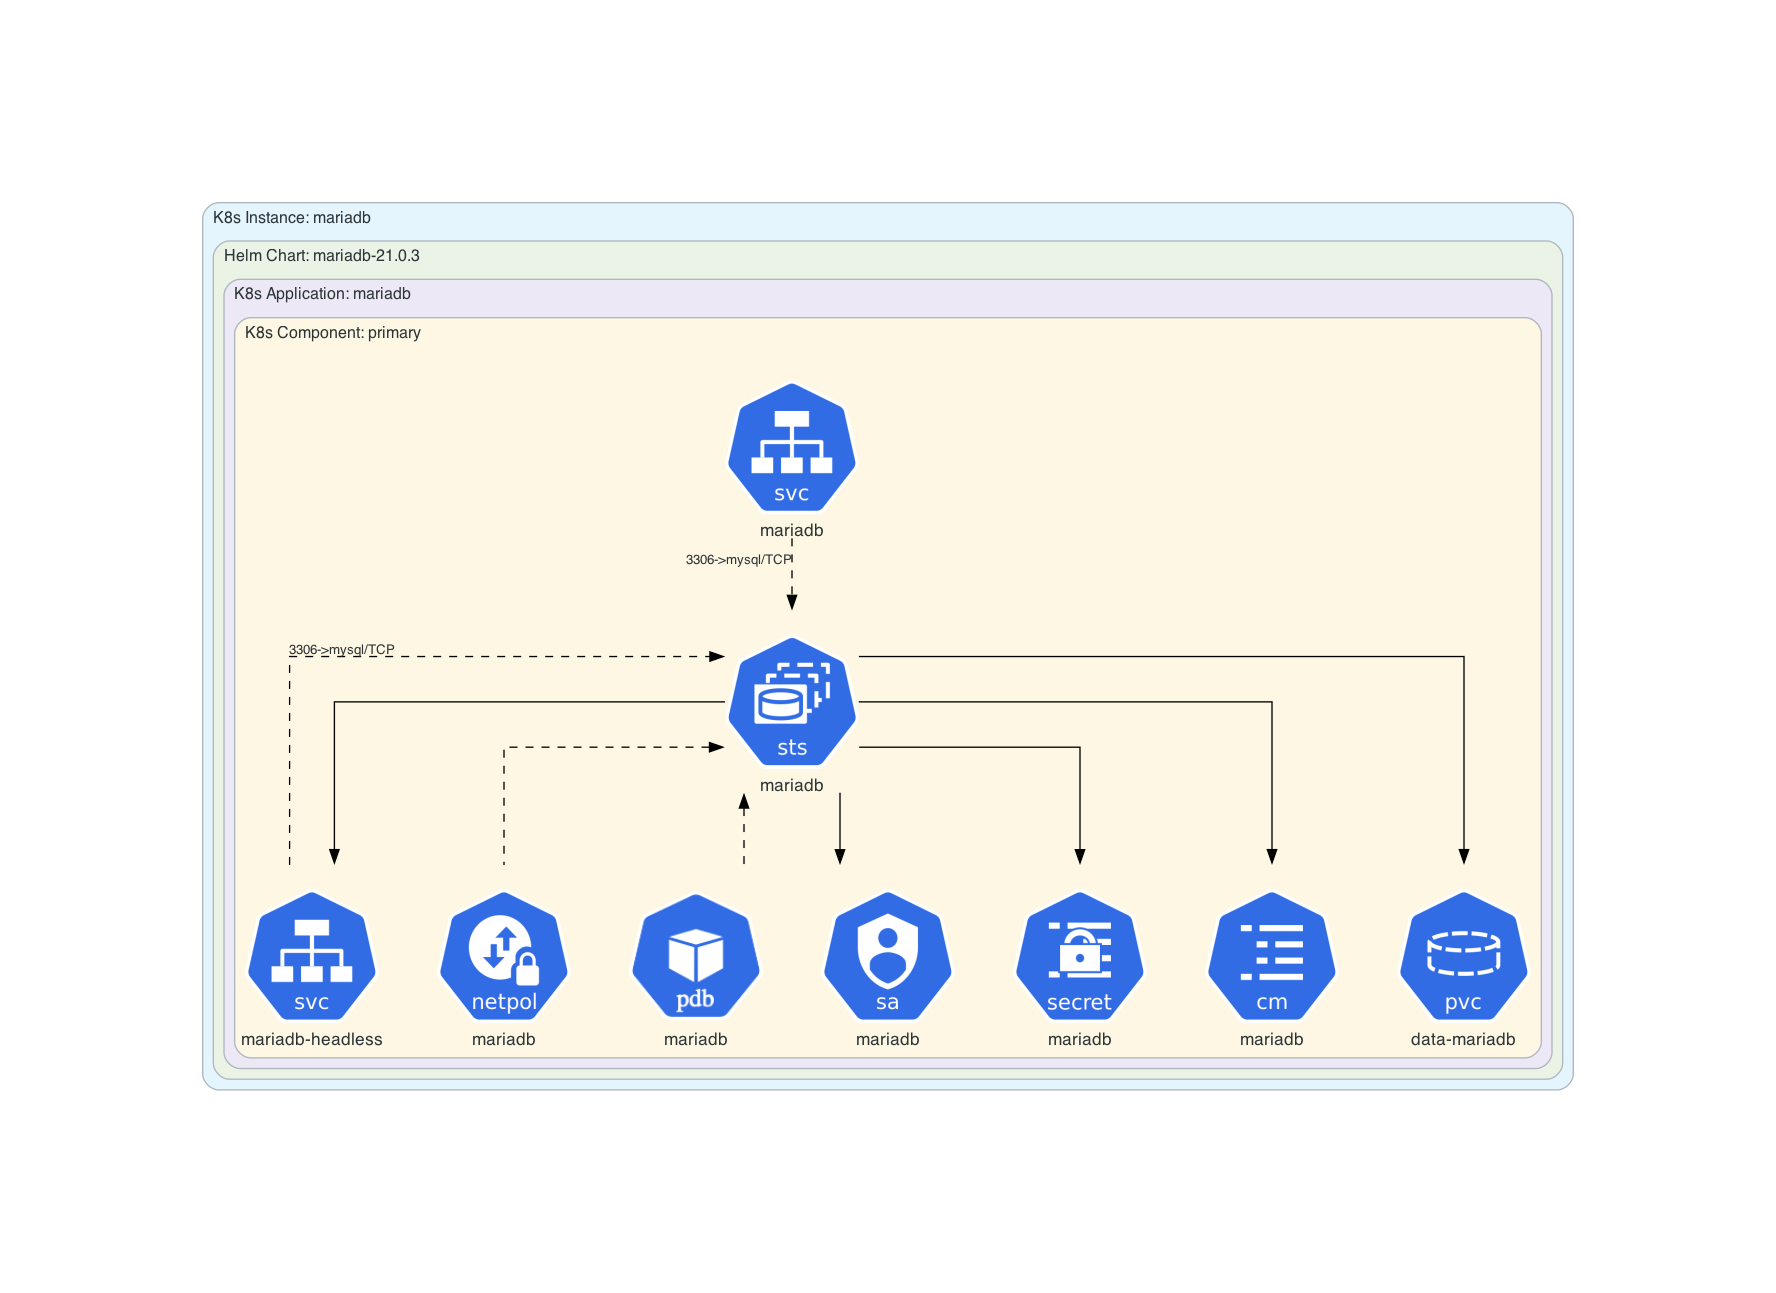 K8s Instance: mariadb
Helm Chart: mariadb-21.0.3
K8s Application: mariadb
K8s Component: primary
svc
mariadb
3306->mysql/TCP
3306->mysql/TCP
sts
mariadb
svc
mariadb-headless
netpol
mariadb
pdb
mariadb
sa
mariadb
secret
mariadb
cm
mariadb
pvc
data-mariadb